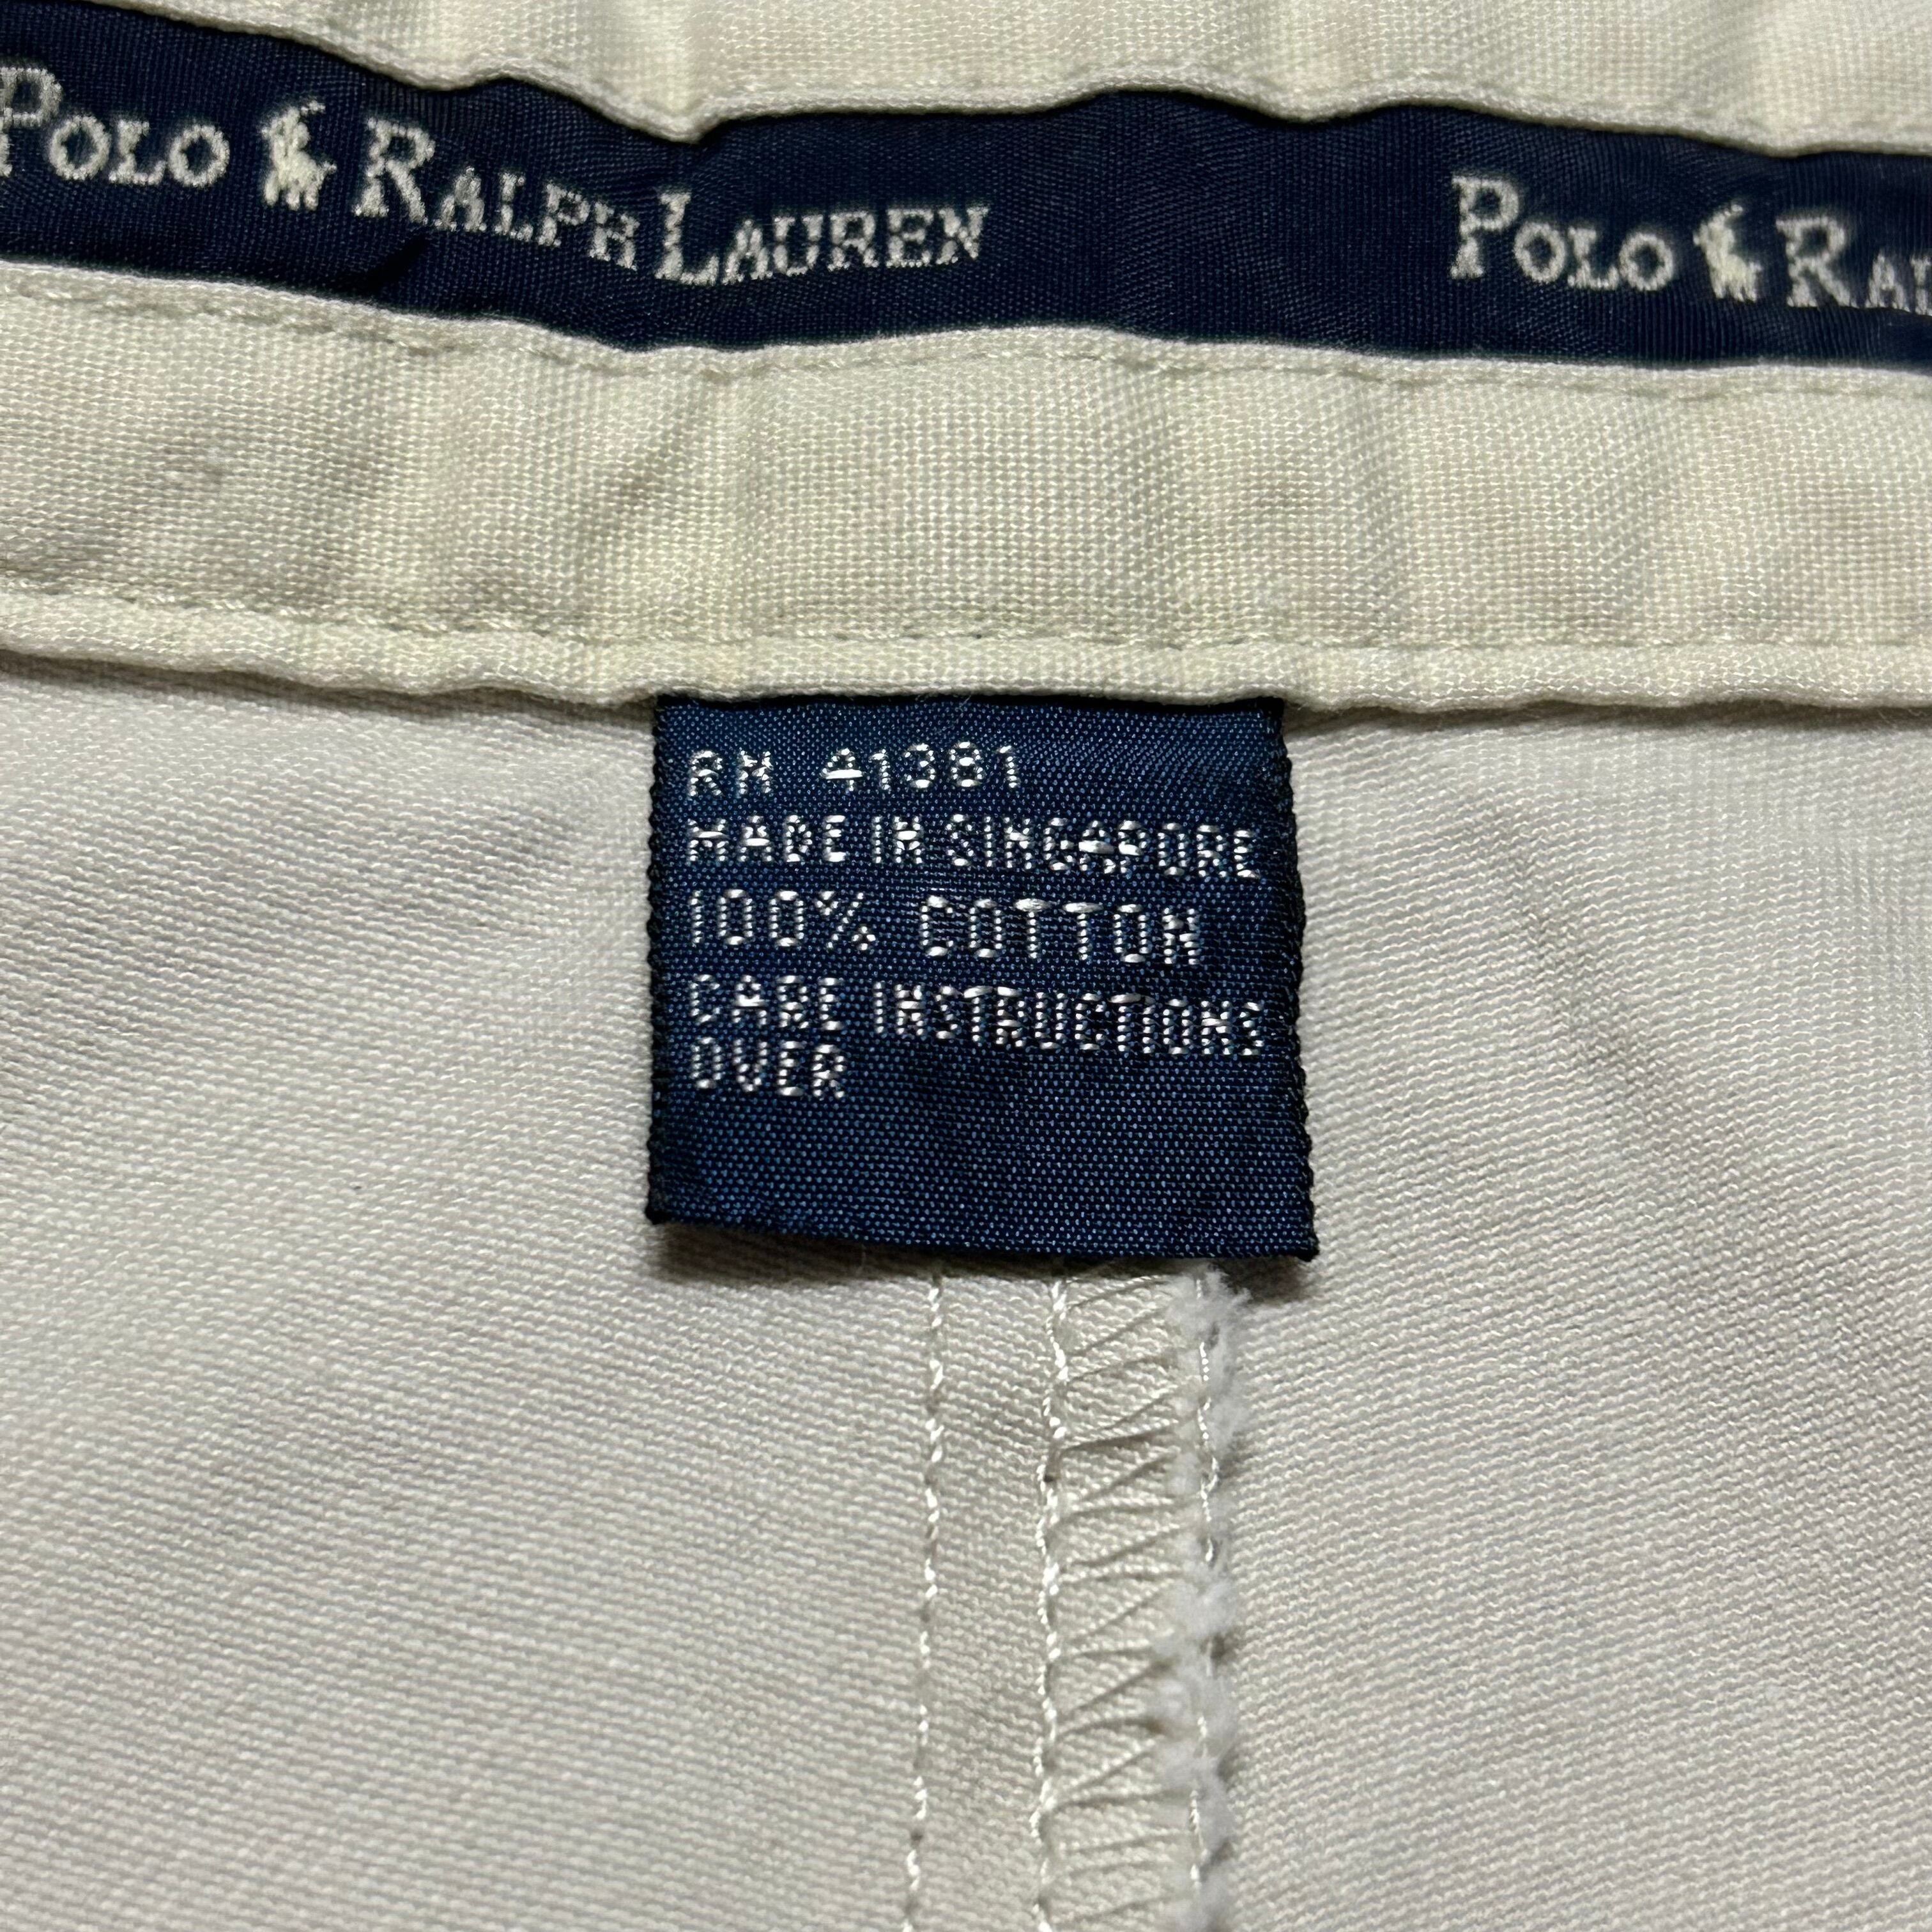 POLO RALPH LAUREN
POLO RAL
RN 41381
MADE IN SINGAPORE
100% COTTON
CARE INSTRUCTIONS
OVER